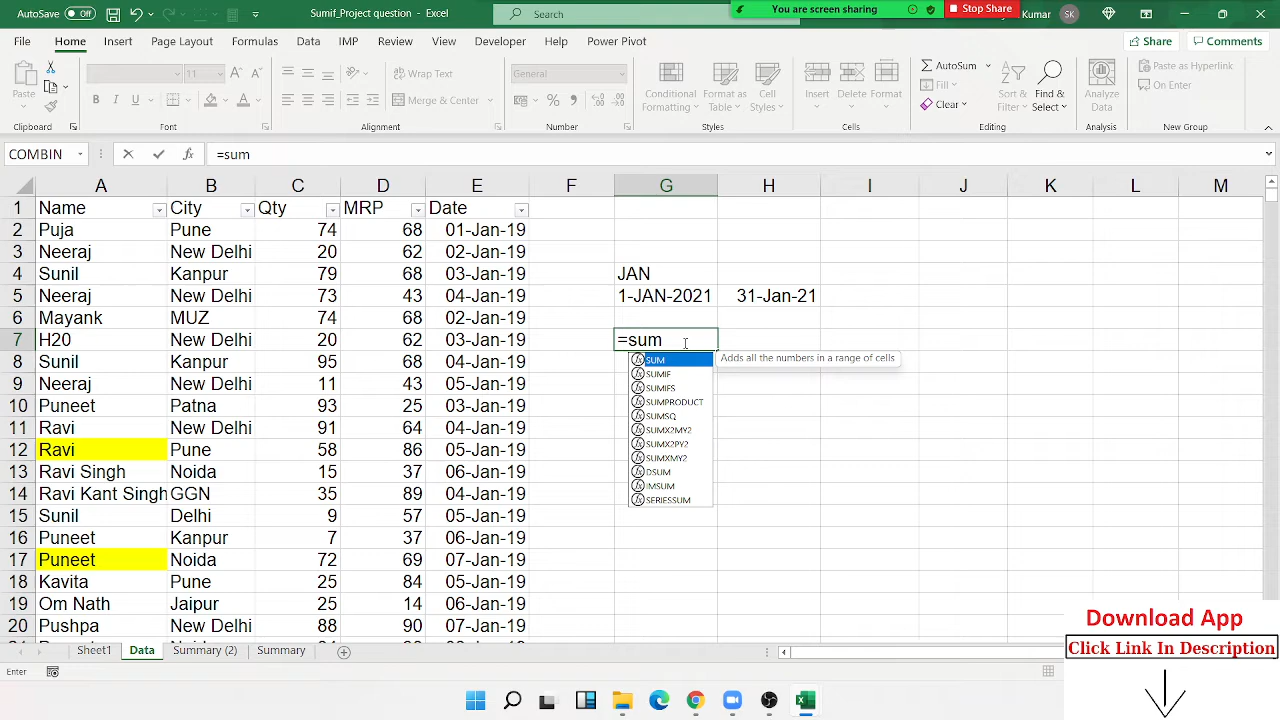 AutoSave Off Sumif_Project question - Excel Search You are screen sharing Stop Share Kumar SK
File Home Insert Page Layout Formulas Data IMP Review View Developer Help Power Pivot Share Comments
Paste 11 A A Wrap Text General Conditional Formatting Format as Table Cell Styles Insert Delete Format AutoSum Fill Clear Sort & Filter Find & Select Analyze Data Paste as Hyperlink On Enter
B I U Merge & Center
Clipboard Font Alignment Number Styles Cells Editing Analysis New Group
COMBIN fx =sum
A B C D E F G H I J K L M
1 Name City Qty MRP Date
2 Puja Pune 74 68 01-Jan-19
3 Neeraj New Delhi 20 62 02-Jan-19
4 Sunil Kanpur 79 68 03-Jan-19 JAN
5 Neeraj New Delhi 73 43 04-Jan-19 1-JAN-2021 31-Jan-21
6 Mayank MUZ 74 68 02-Jan-19
7 H20 New Delhi 20 62 03-Jan-19 =sum
8 Sunil Kanpur 95 68 04-Jan-19 SUM Adds all the numbers in a range of cells
SUMIF
9 Neeraj New Delhi 11 43 05-Jan-19 SUMIFS
10 Puneet Patna 93 25 03-Jan-19 SUMPRODUCT
SUMSQ
11 Ravi New Delhi 91 64 04-Jan-19 SUMX2MY2
12 Ravi Pune 58 86 05-Jan-19 SUMX2PY2
SUMXMY2
13 Ravi Singh Noida 15 37 06-Jan-19 DSUM
14 Ravi Kant Singh GGN 35 89 04-Jan-19 IMSUM
SERIESSUM
15 Sunil Delhi 9 57 05-Jan-19
16 Puneet Kanpur 7 37 06-Jan-19
17 Puneet Noida 72 69 07-Jan-19
18 Kavita Pune 25 84 05-Jan-19
19 Om Nath Jaipur 25 14 06-Jan-19
20 Pushpa New Delhi 88 90 07-Jan-19
Download App
Click Link In Description
Sheet1 Data Summary (2) Summary
Enter